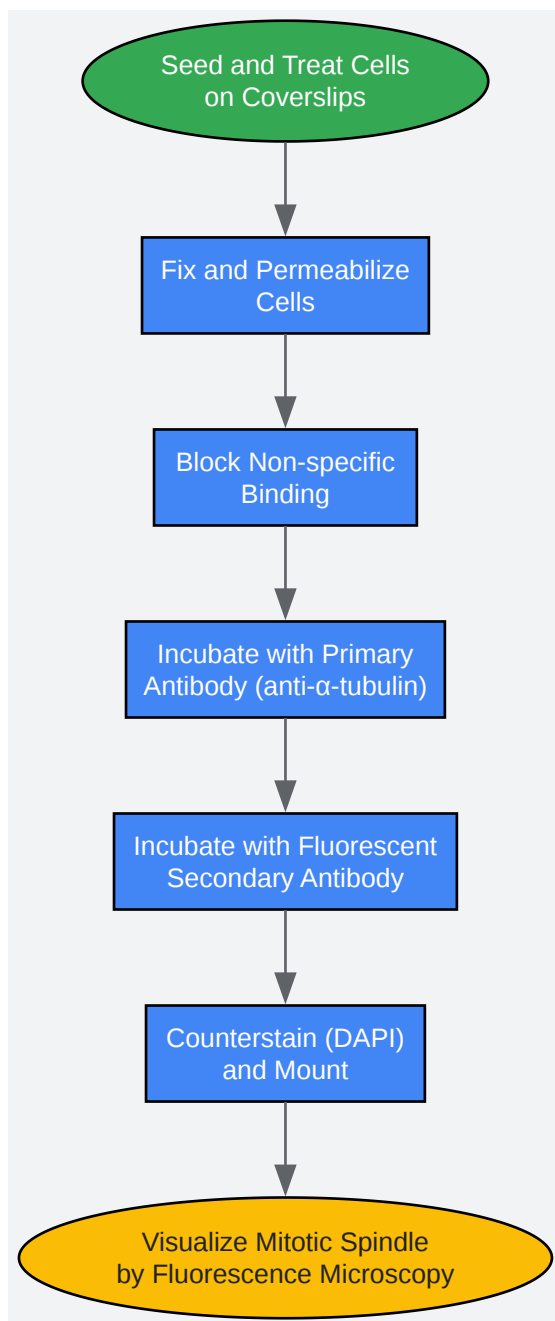 Seed and Treat Cells
on Coverslips
Fix and Permeabilize
Cells
Block Non-specific
Binding
Incubate with Primary
Antibody (anti-α-tubulin)
Incubate with Fluorescent
Secondary Antibody
Counterstain (DAPI)
and Mount
Visualize Mitotic Spindle
by Fluorescence Microscopy